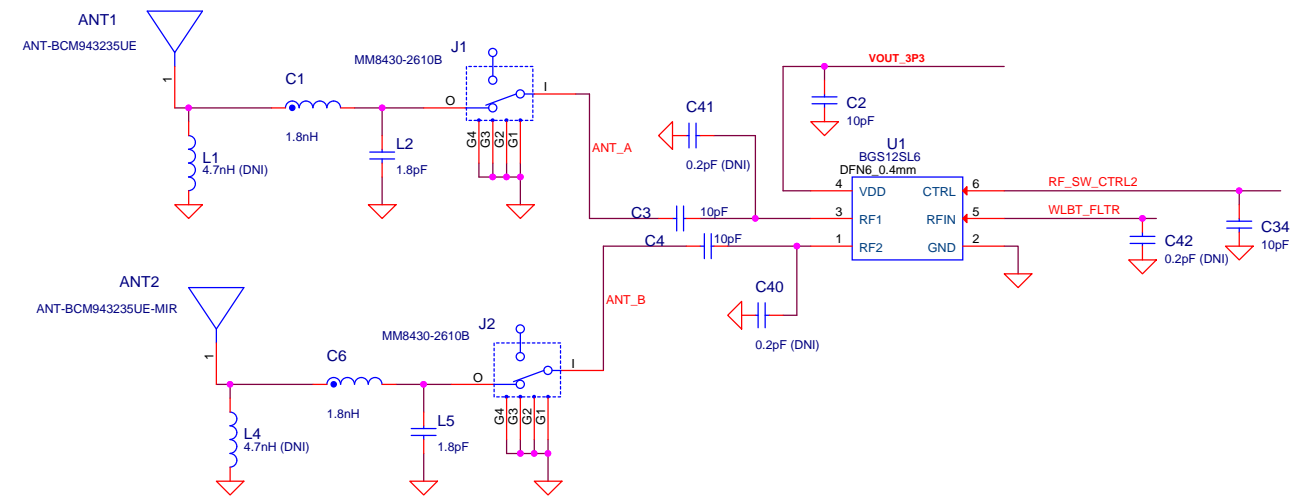 ANT1
ANT-BCM943235UE
1
C1
1.8nH
L1
4.7nH (DNI)
L2
1.8pF
J1
MM8430-2610B
O
I
G4
G3
G2
G1
ANT_A
C41
0.2pF (DNI)
VOUT_3P3
C2
10pF
U1
BGS12SL6
DFN6_0.4mm
4 VDD CTRL 6
3 RF1 RFIN 5
1 RF2 GND 2
RF_SW_CTRL2
WLBT_FLTR
C34
10pF
C42
0.2pF (DNI)
C3
10pF
C4
10pF
ANT_B
C40
0.2pF (DNI)
ANT2
ANT-BCM943235UE-MIR
1
C6
1.8nH
L4
4.7nH (DNI)
L5
1.8pF
J2
MM8430-2610B
O
I
G4
G3
G2
G1